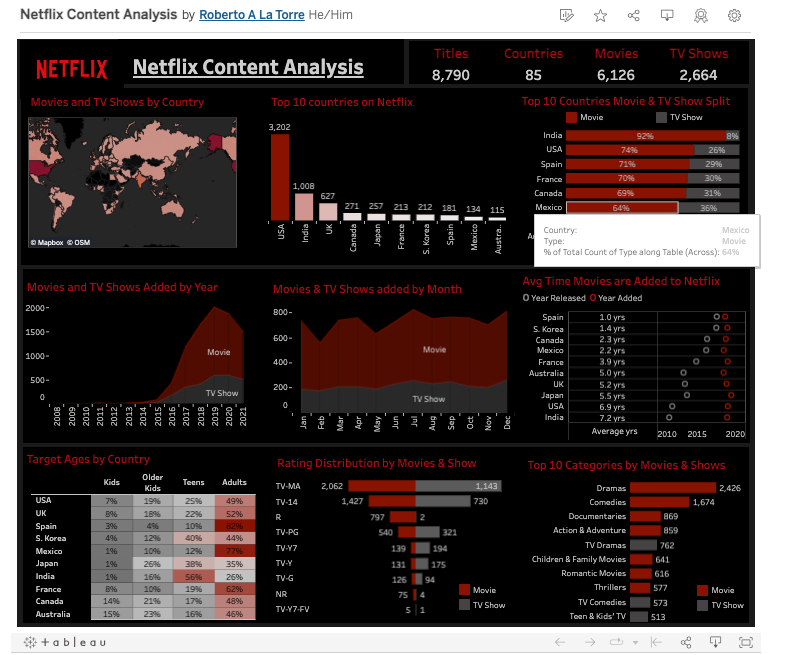 Netflix Content Analysis by Roberto A La Torre He/Him
NETFLIX
Netflix Content Analysis
Titles Countries Movies TV Shows
8,790 85 6,126 2,664
Movies and TV Shows by Country
© Mapbox © OSM
Top 10 countries on Netflix
3,202
1,008
627
271 257 213 212 181 134 115
USA India UK Canada Japan France S. Korea Spain Mexico Austra..
Top 10 Countries Movie & TV Show Split
Movie TV Show
India 92% 8%
USA 74% 26%
Spain 71% 29%
France 70% 30%
Canada 69% 31%
Mexico 64% 36%
Country: Mexico
Type: Movie
% of Total Count of Type along Table (Across): 64%
Movies and TV Shows Added by Year
2000
1500
1000
500
0
Movie
TV Show
2008 2009 2010 2011 2012 2013 2014 2015 2016 2017 2018 2019 2020 2021
Movies & TV Shows added by Month
800
600
400
200
0
Movie
TV Show
Jan Feb Mar Apr May Jun Jul Aug Sep Oct Nov Dec
Avg Time Movies are Added to Netflix
Year Released Year Added
Spain 1.0 yrs
S. Korea 1.4 yrs
Canada 2.3 yrs
Mexico 2.2 yrs
France 3.9 yrs
Australia 5.0 yrs
UK 5.2 yrs
Japan 5.5 yrs
USA 6.9 yrs
India 7.2 yrs
Average yrs 2010 2015 2020
Target Ages by Country
Kids Older Kids Teens Adults
USA 7% 19% 25% 49%
UK 8% 18% 22% 52%
Spain 3% 4% 10% 82%
S. Korea 4% 12% 40% 44%
Mexico 1% 10% 12% 77%
Japan 1% 26% 38% 35%
India 1% 16% 56% 26%
France 8% 10% 19% 62%
Canada 14% 21% 17% 48%
Australia 15% 23% 16% 46%
Rating Distribution by Movies & Show
TV-MA 2,062 1,143
TV-14 1,427 730
R 797 2
TV-PG 540 321
TV-Y7 139 194
TV-Y 131 175
TV-G 126 94
NR 75 4
TV-Y7-FV 5 1
Movie
TV Show
Top 10 Categories by Movies & Shows
Dramas 2,426
Comedies 1,674
Documentaries 869
Action & Adventure 859
TV Dramas 762
Children & Family Movies 641
Romantic Movies 616
Thrillers 577
TV Comedies 573
Teen & Kids' TV 513
Movie
TV Show
+ a b l e a u